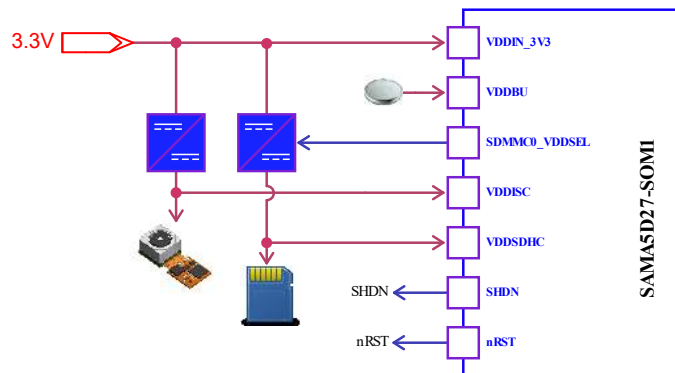 3.3V
VDDIN_3V3
VDDBU
SDMMC0_VDDSEL
VDDISC
VDDSDHC
SHDN
SHDN
nRST
nRST
SAMA5D27-SOM1